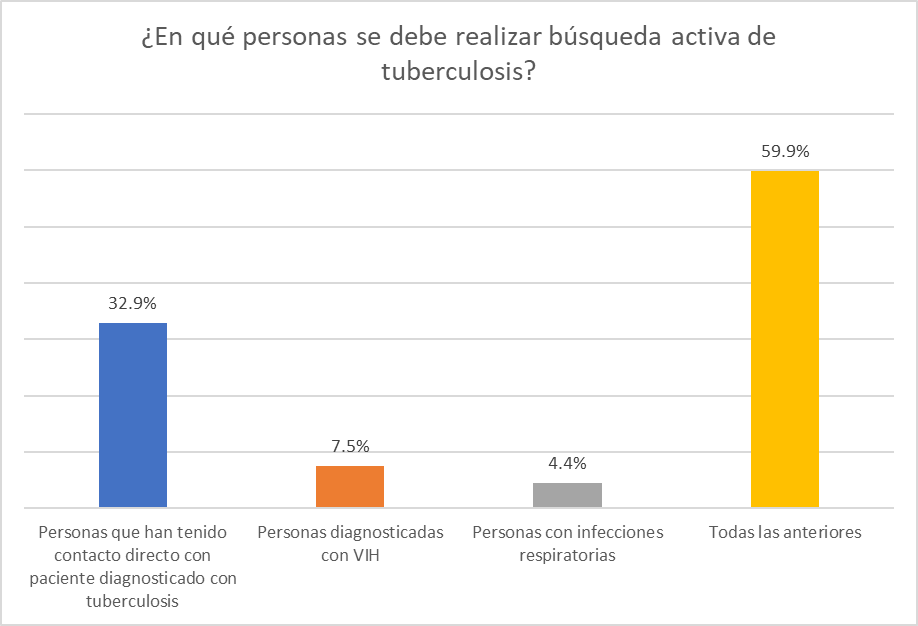 ¿En qué personas se debe realizar búsqueda activa de
tuberculosis?
59.9%
32.9%
7.5%
4.4%
Personas que han tenido
contacto directo con
paciente diagnosticado con
tuberculosis
Personas diagnosticadas
con VIH
Personas con infecciones
respiratorias
Todas las anteriores